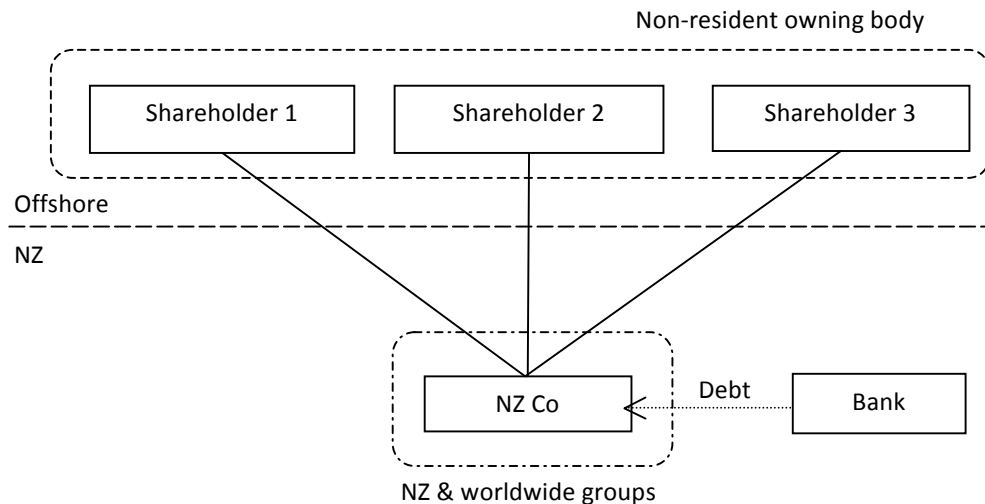 Non-resident owning body
Shareholder 1
Shareholder 2
Shareholder 3
Offshore
NZ
NZ Co
Debt
Bank
NZ & worldwide groups